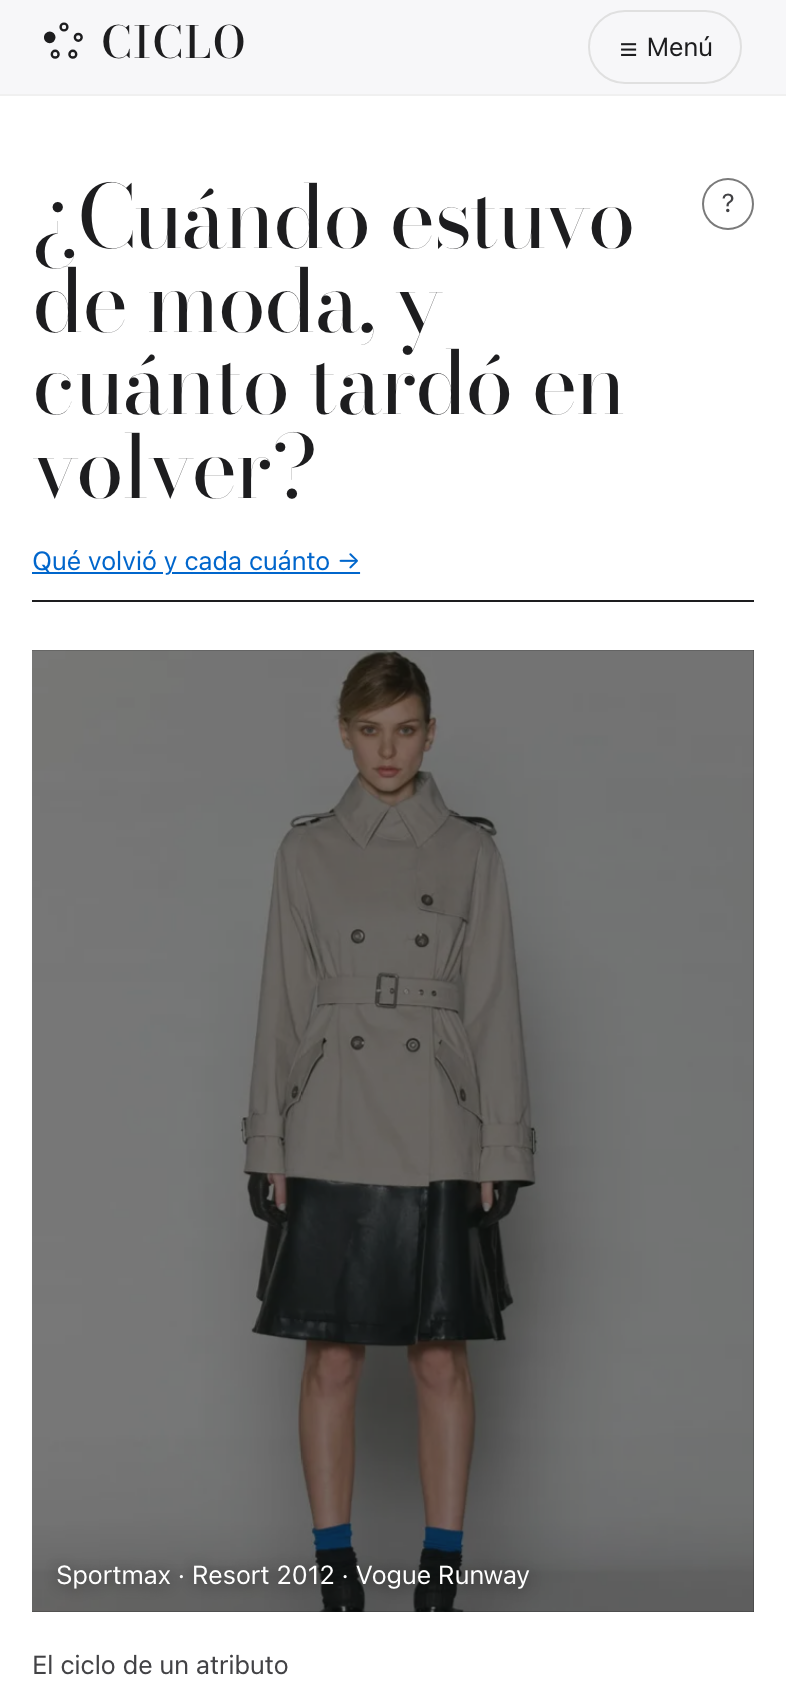 CICLO
≡ Menú
¿Cuándo estuvo
de moda, y
cuánto tardó en
volver?
?
Qué volvió y cada cuánto →
Sportmax · Resort 2012 · Vogue Runway
El ciclo de un atributo